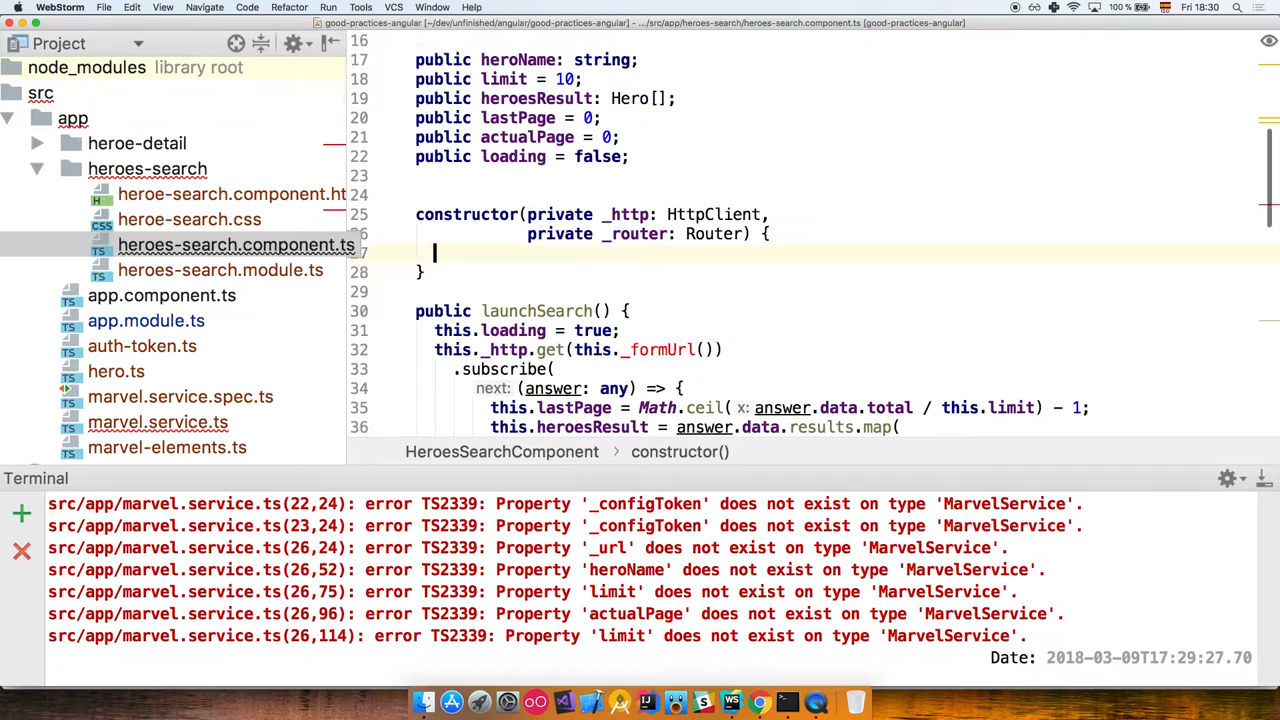 WebStorm File Edit View Navigate Code Refactor Run Tools VCS Window Help 100 % Fri 18:30
good-practices-angular [~/dev/unfinished/angular/good-practices-angular] - .../src/app/heroes-search/heroes-search.component.ts [good-practices-angular]
Project
node_modules library root
src
app
heroe-detail
heroes-search
heroe-search.component.ht
heroe-search.css
heroes-search.component.ts
heroes-search.module.ts
app.component.ts
app.module.ts
auth-token.ts
hero.ts
marvel.service.spec.ts
marvel.service.ts
marvel-elements.ts
16
17 public heroName: string;
18 public limit = 10;
19 public heroesResult: Hero[];
20 public lastPage = 0;
21 public actualPage = 0;
22 public loading = false;
23
24
25 constructor(private _http: HttpClient,
26 private _router: Router) {
27
28 }
29
30 public launchSearch() {
31 this.loading = true;
32 this._http.get(this._formUrl())
33 .subscribe(
34 next: (answer: any) => {
35 this.lastPage = Math.ceil( x: answer.data.total / this.limit) - 1;
36 this.heroesResult = answer.data.results.map(
HeroesSearchComponent › constructor()
Terminal
src/app/marvel.service.ts(22,24): error TS2339: Property '_configToken' does not exist on type 'MarvelService'.
src/app/marvel.service.ts(23,24): error TS2339: Property '_configToken' does not exist on type 'MarvelService'.
src/app/marvel.service.ts(26,24): error TS2339: Property '_url' does not exist on type 'MarvelService'.
src/app/marvel.service.ts(26,52): error TS2339: Property 'heroName' does not exist on type 'MarvelService'.
src/app/marvel.service.ts(26,75): error TS2339: Property 'limit' does not exist on type 'MarvelService'.
src/app/marvel.service.ts(26,96): error TS2339: Property 'actualPage' does not exist on type 'MarvelService'.
src/app/marvel.service.ts(26,114): error TS2339: Property 'limit' does not exist on type 'MarvelService'.
Date: 2018-03-09T17:29:27.70